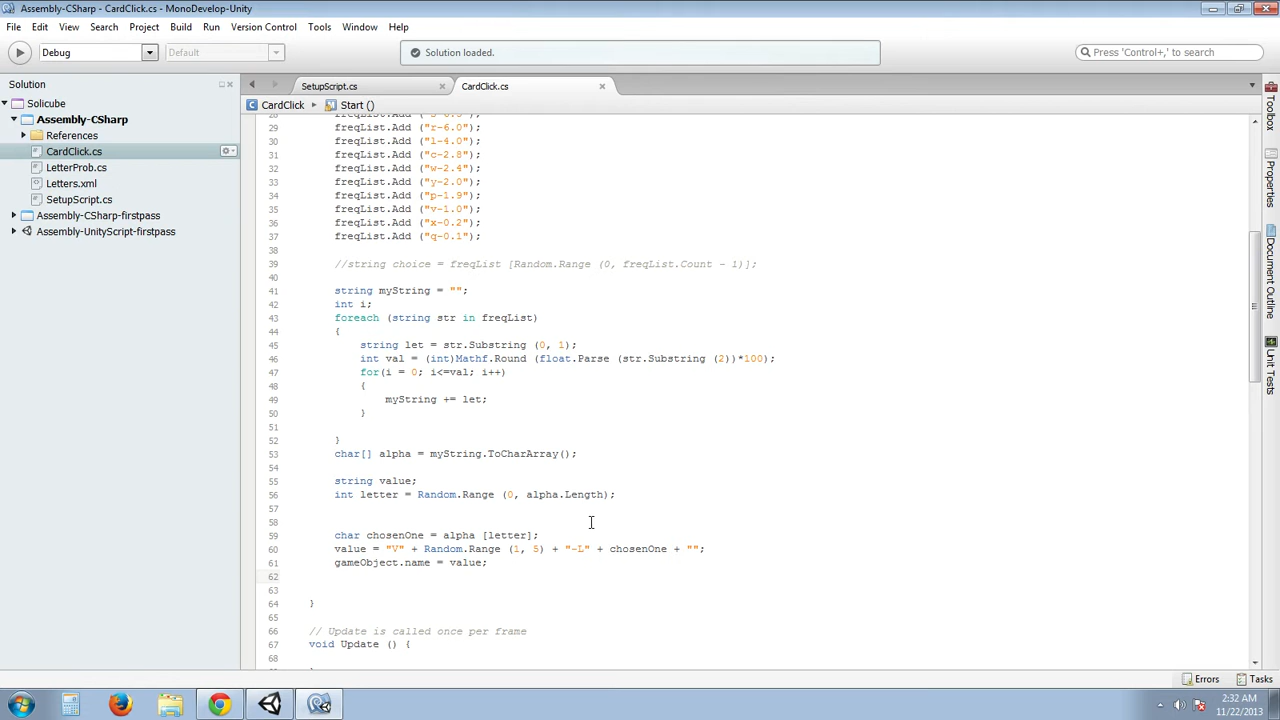 Assembly-CSharp - CardClick.cs - MonoDevelop-Unity
File Edit View Search Project Build Run Version Control Tools Help
Debug Default Solution loaded. Press 'Control+,' to search
Solution
Solicube
Assembly-CSharp
References
CardClick.cs
LetterProb.cs
Letters.xml
SetupScript.cs
Assembly-CSharp-firstpass
Assembly-UnityScript-firstpass
SetupScript.cs CardClick.cs
CardClick Start ()
29 freqList.Add ("r-6.0");
30 freqList.Add ("l-4.0");
31 freqList.Add ("c-2.8");
32 freqList.Add ("w-2.4");
33 freqList.Add ("y-2.0");
34 freqList.Add ("p-1.9");
35 freqList.Add ("v-1.0");
36 freqList.Add ("x-0.2");
37 freqList.Add ("q-0.1");
38
39 //string choice = freqList [Random.Range (0, freqList.Count - 1)];
40
41 string myString = "";
42 int i;
43 foreach (string str in freqList)
44 {
45 string let = str.Substring (0, 1);
46 int val = (int)Mathf.Round (float.Parse (str.Substring (2))*100);
47 for(i = 0; i<=val; i++)
48 {
49 myString += let;
50 }
51
52 }
53 char[] alpha = myString.ToCharArray();
54
55 string value;
56 int letter = Random.Range (0, alpha.Length);
57
58
59 char chosenOne = alpha [letter];
60 value = "V" + Random.Range (1, 5) + "-L" + chosenOne + "";
61 gameObject.name = value;
62
63
64 }
65
66 // Update is called once per frame
67 void Update () {
68
Toolbox
Properties
Document Outline
Unit Tests
Errors Tasks
2:32 AM
11/22/2013